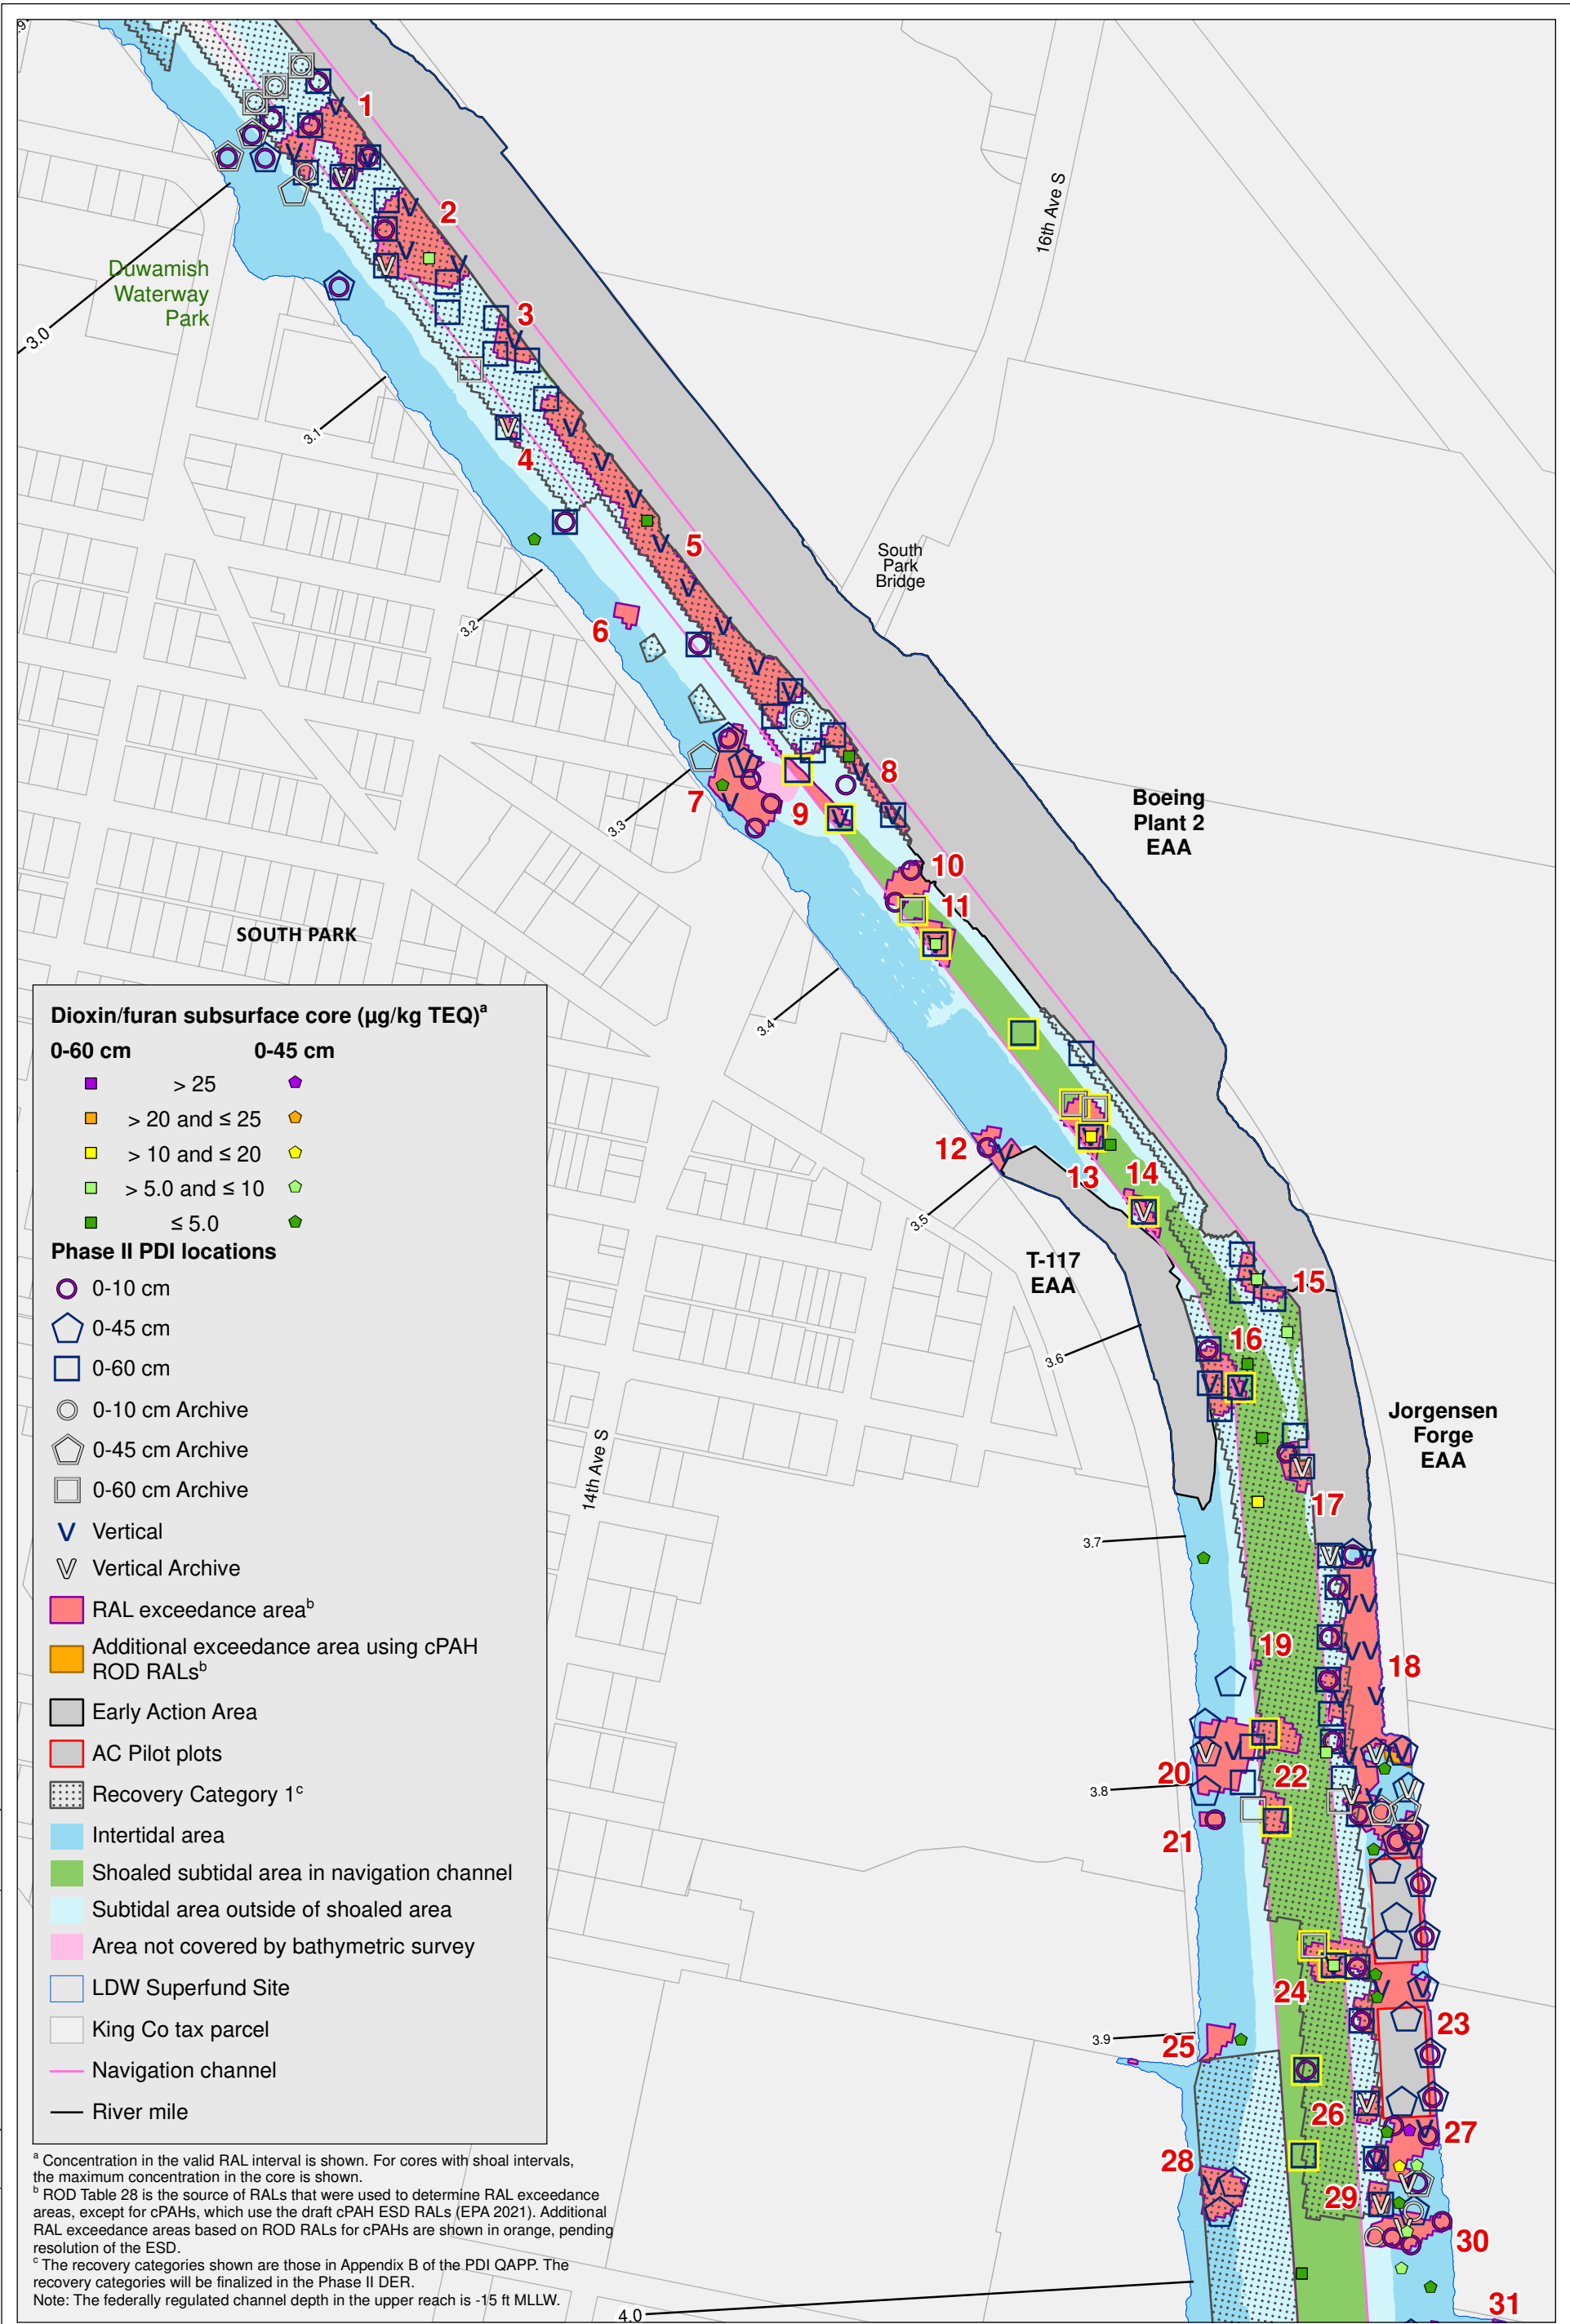 9
1
2
Duwamish
Waterway
Park
3.0
16th Ave S
3
3.1
4
5
South
Park
Bridge
3.2
6
8
7
9
3.3
Boeing
Plant 2
EAA
10
11
SOUTH PARK
3.4
12
13
14
3.5
T-117
EAA
15
16
3.6
Jorgensen
Forge
EAA
14th Ave S
17
3.7
19
18
20
22
3.8
21
24
23
3.9
25
26
27
28
29
30
31
4.0
Dioxin/furan subsurface core (µg/kg TEQ)a
0-60 cm 0-45 cm
> 25
> 20 and ≤ 25
> 10 and ≤ 20
> 5.0 and ≤ 10
≤ 5.0
Phase II PDI locations
0-10 cm
0-45 cm
0-60 cm
0-10 cm Archive
0-45 cm Archive
0-60 cm Archive
V Vertical
V Vertical Archive
RAL exceedance areab
Additional exceedance area using cPAH
ROD RALsb
Early Action Area
AC Pilot plots
Recovery Category 1c
Intertidal area
Shoaled subtidal area in navigation channel
Subtidal area outside of shoaled area
Area not covered by bathymetric survey
LDW Superfund Site
King Co tax parcel
Navigation channel
River mile
a Concentration in the valid RAL interval is shown. For cores with shoal intervals,
the maximum concentration in the core is shown.
b ROD Table 28 is the source of RALs that were used to determine RAL exceedance
areas, except for cPAHs, which use the draft cPAH ESD RALs (EPA 2021). Additional
RAL exceedance areas based on ROD RALs for cPAHs are shown in orange, pending
resolution of the ESD.
c The recovery categories shown are those in Appendix B of the PDI QAPP. The
recovery categories will be finalized in the Phase II DER.
Note: The federally regulated channel depth in the upper reach is -15 ft MLLW.